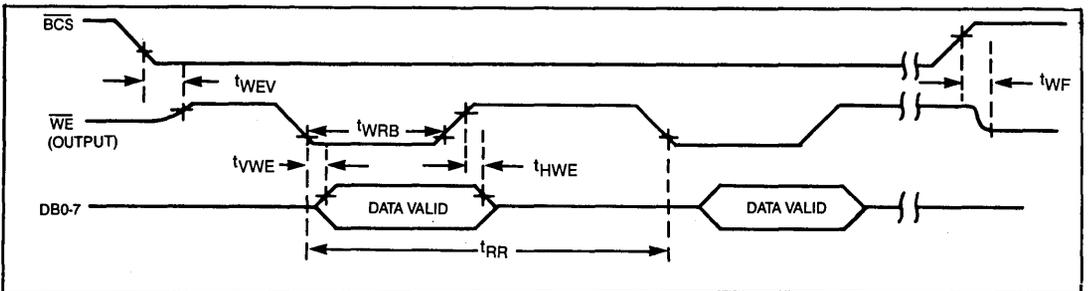 BCS
tWEV
tWF
WE
(OUTPUT)
tWRB
tVWE
tHWE
DB0-7
DATA VALID
DATA VALID
tRR